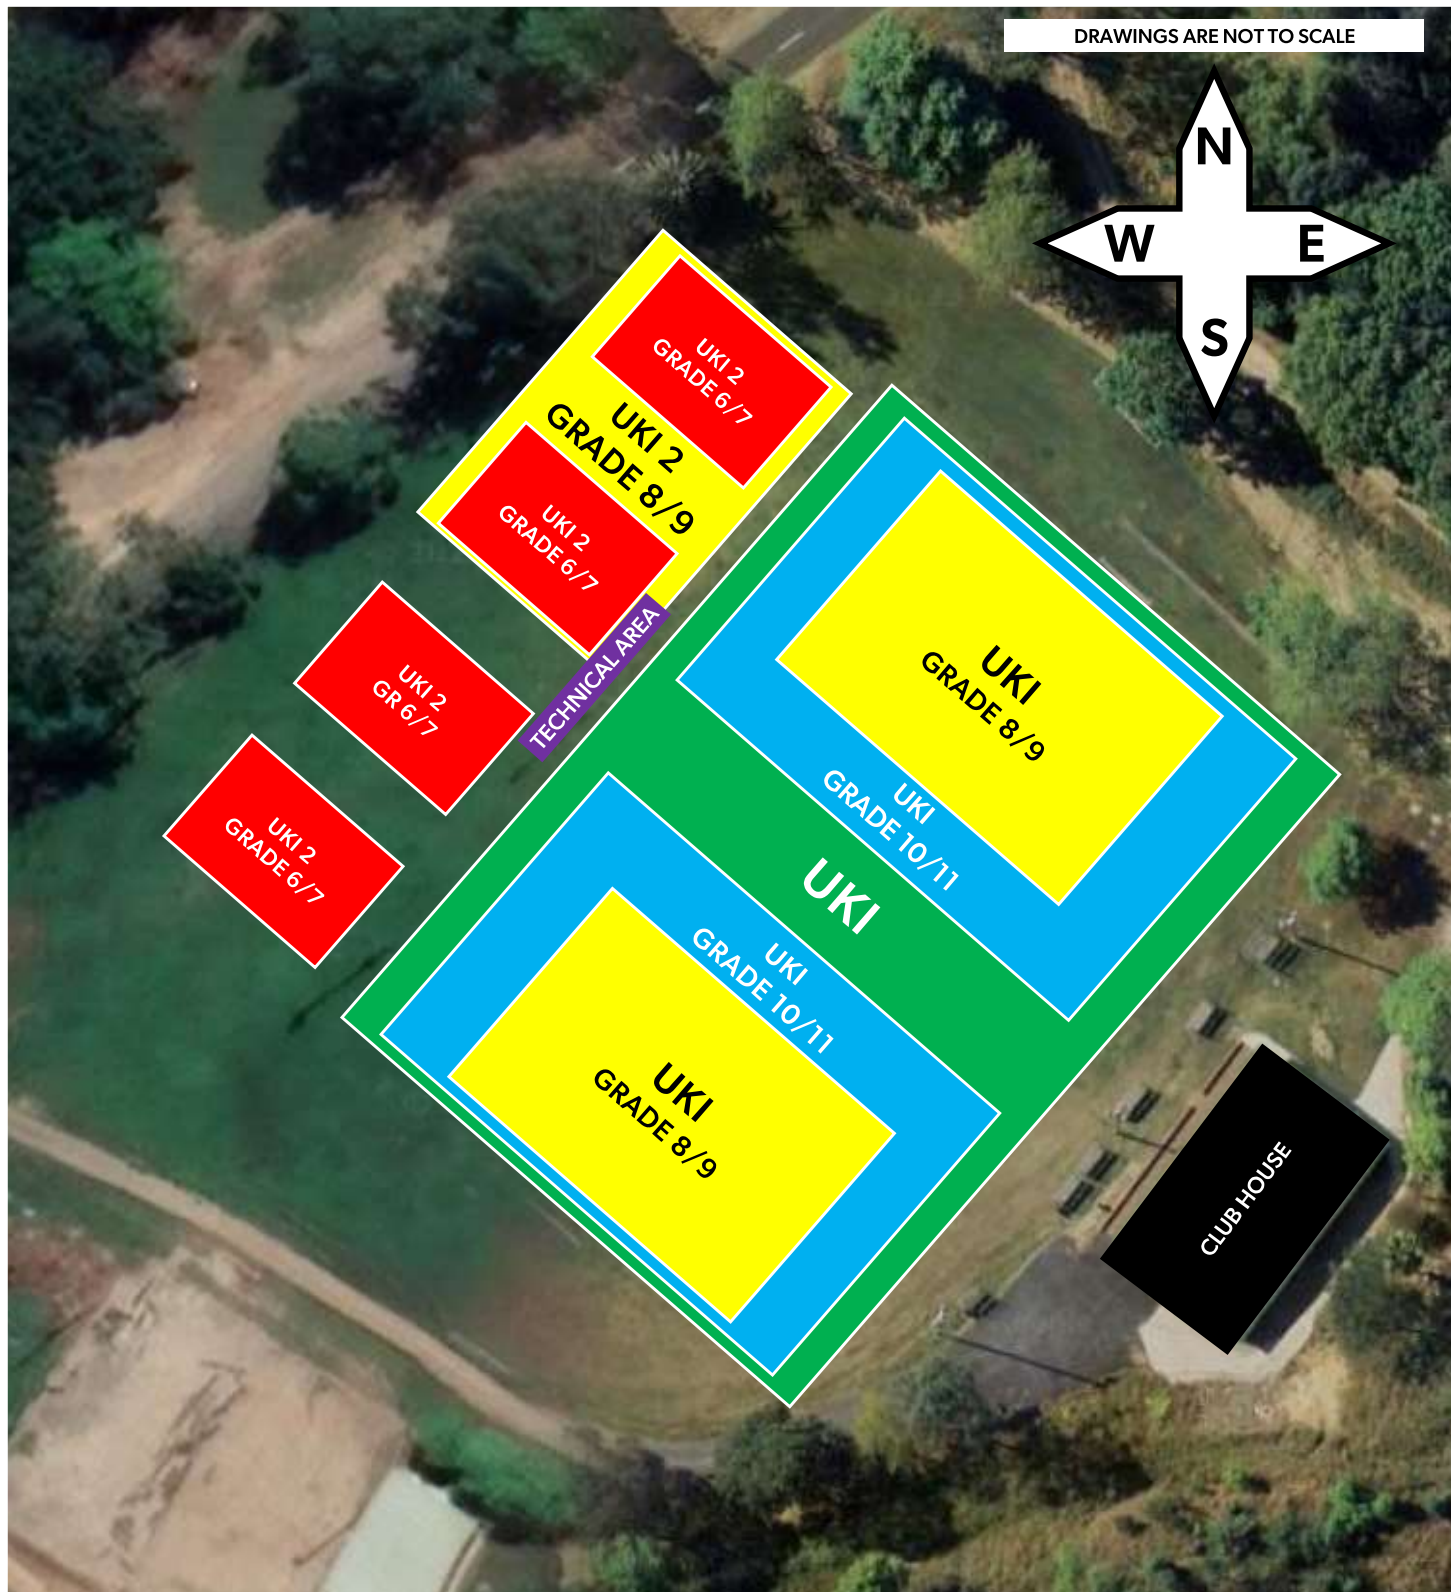 DRAWINGS ARE NOT TO SCALE
N
W E
S
UKI 2
GRADE 6/7
UKI 2
GRADE 8/9
UKI 2
GRADE 6/7
TECHNICAL AREA
UKI 2
GR 6/7
UKI 2
GRADE 6/7
UKI
GRADE 8/9
UKI
GRADE 10/11
UKI
UKI
GRADE 10/11
UKI
GRADE 8/9
CLUB HOUSE